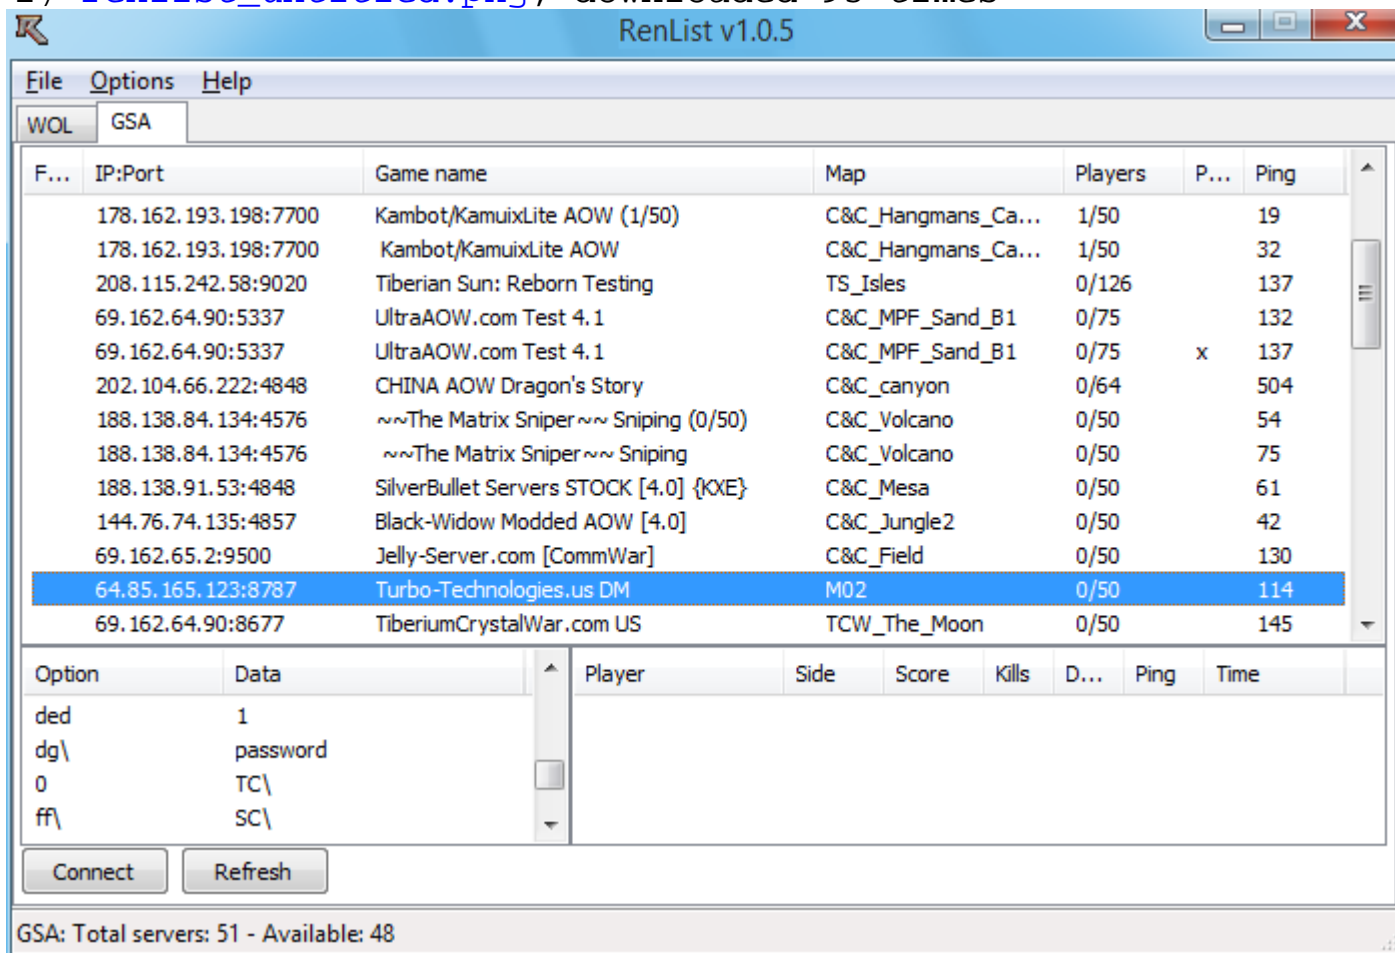 RenList v1.0.5
File Options Help
WOL GSA
F... IP:Port Game name Map Players P... Ping
178.162.193.198:7700 Kambot/KamuixLite AOW (1/50) C&C_Hangmans_Ca... 1/50 19
178.162.193.198:7700 Kambot/KamuixLite AOW C&C_Hangmans_Ca... 1/50 32
208.115.242.58:9020 Tiberian Sun: Reborn Testing TS_Isles 0/126 137
69.162.64.90:5337 UltraAOW.com Test 4.1 C&C_MPF_Sand_B1 0/75 132
69.162.64.90:5337 UltraAOW.com Test 4.1 C&C_MPF_Sand_B1 0/75 x 137
202.104.66.222:4848 CHINA AOW Dragon's Story C&C_canyon 0/64 504
188.138.84.134:4576 ~~The Matrix Sniper~~ Sniping (0/50) C&C_Volcano 0/50 54
188.138.84.134:4576 ~~The Matrix Sniper~~ Sniping C&C_Volcano 0/50 75
188.138.91.53:4848 SilverBullet Servers STOCK [4.0] {KXE} C&C_Mesa 0/50 61
144.76.74.135:4857 Black-Widow Modded AOW [4.0] C&C_Jungle2 0/50 42
69.162.65.2:9500 Jelly-Server.com [CommWar] C&C_Field 0/50 130
64.85.165.123:8787 Turbo-Technologies.us DM M02 0/50 114
69.162.64.90:8677 TiberiumCrystalWar.com US TCW_The_Moon 0/50 145
Option Data Player Side Score Kills D... Ping Time
ded 1
dg\ password
0 TC\
ff\ SC\
Connect Refresh
GSA: Total servers: 51 - Available: 48